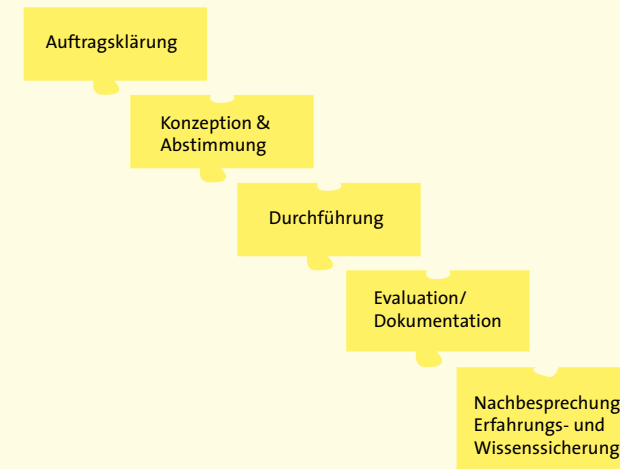 Auftragsklärung
Konzeption &
Abstimmung
Durchführung
Evaluation/
Dokumentation
Nachbesprechung
Erfahrungs- und
Wissenssicherung